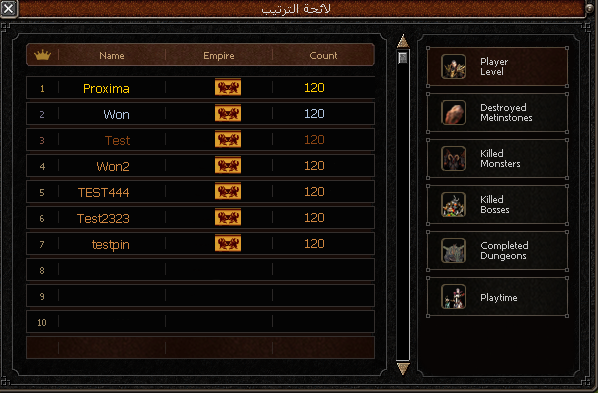 لائحة الترتيب
Name Empire Count
1 Proxima 120
2 Won 120
3 Test 120
4 Won2 120
5 TEST444 120
6 Test2323 120
7 testpin 120
8
9
10
Player
Level
Destroyed
Metinstones
Killed
Monsters
Killed
Bosses
Completed
Dungeons
Playtime